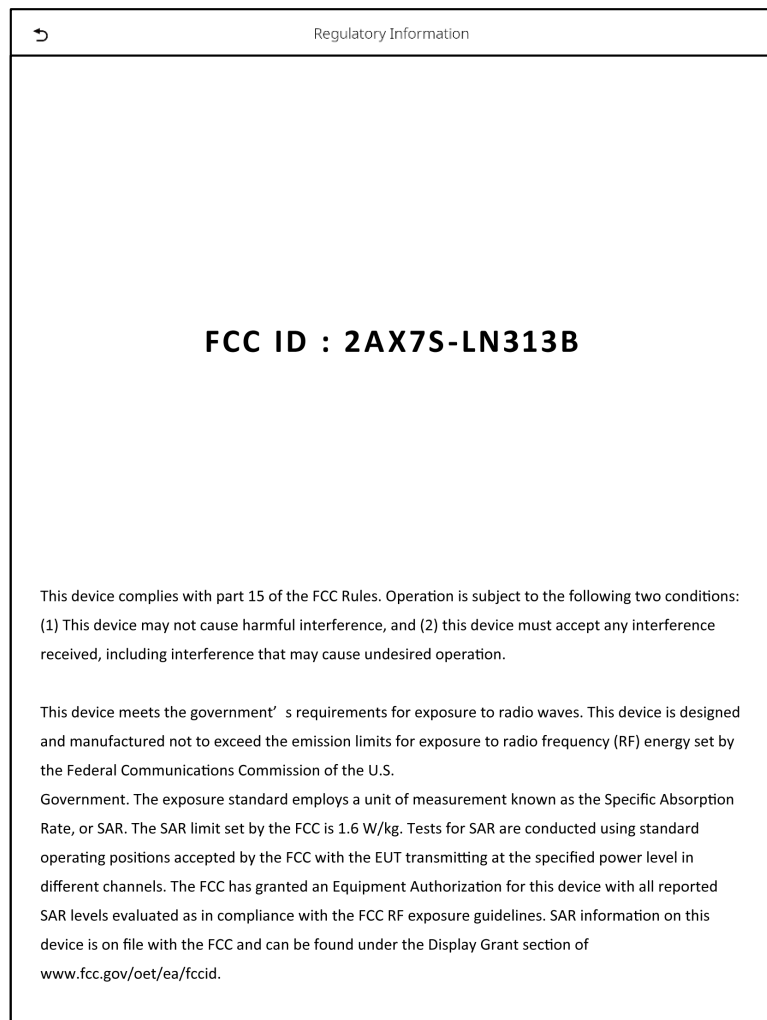 Regulatory Information
FCC ID : 2AX7S-LN313B
This device complies with part 15 of the FCC Rules. Operation is subject to the following two conditions:
(1) This device may not cause harmful interference, and (2) this device must accept any interference
received, including interference that may cause undesired operation.
This device meets the government’ s requirements for exposure to radio waves. This device is designed
and manufactured not to exceed the emission limits for exposure to radio frequency (RF) energy set by
the Federal Communications Commission of the U.S.
Government. The exposure standard employs a unit of measurement known as the Specific Absorption
Rate, or SAR. The SAR limit set by the FCC is 1.6 W/kg. Tests for SAR are conducted using standard
operating positions accepted by the FCC with the EUT transmitting at the specified power level in
different channels. The FCC has granted an Equipment Authorization for this device with all reported
SAR levels evaluated as in compliance with the FCC RF exposure guidelines. SAR information on this
device is on file with the FCC and can be found under the Display Grant section of
www.fcc.gov/oet/ea/fccid.